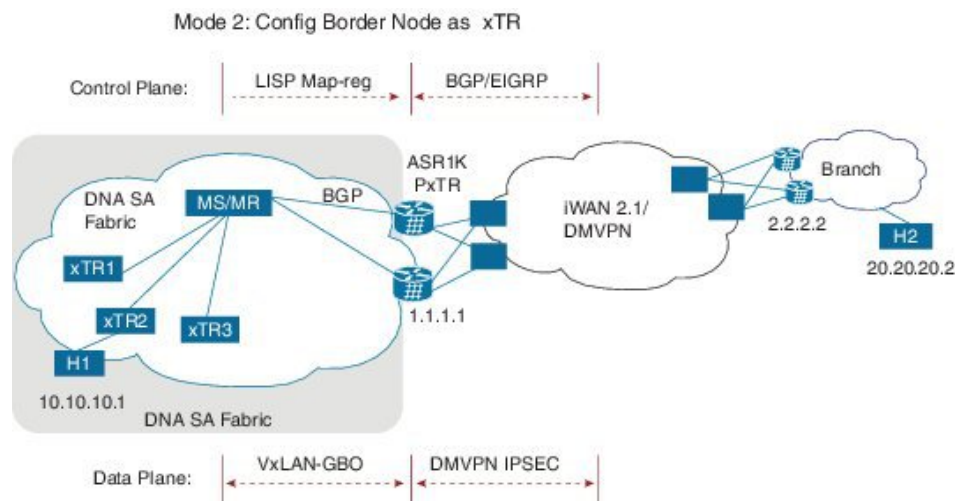 Mode 2: Config Border Node as xTR
Control Plane:
LISP Map-reg
BGP/EIGRP
ASR1K
PxTR
DNA SA
Fabric
MS/MR
BGP
iWAN 2.1/
DMVPN
Branch
xTR1
2.2.2.2
H2
20.20.20.2
xTR2
xTR3
1.1.1.1
H1
10.10.10.1
DNA SA Fabric
Data Plane:
VxLAN-GBO
DMVPN IPSEC